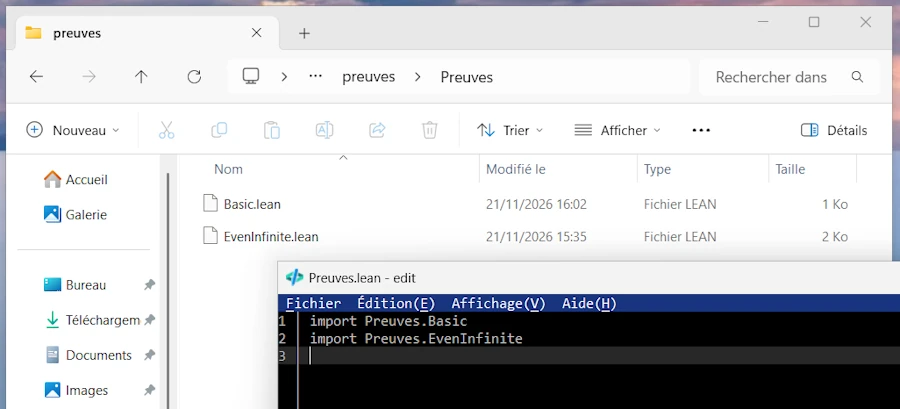 preuves
preuves Preuves Rechercher dans
Nouveau Trier Afficher Détails
Nom Modifié le Type Taille
Accueil
Galerie
Bureau
Téléchargem
Documents
Images
Basic.lean 21/11/2026 16:02 Fichier LEAN 1 Ko
EvenInfinite.lean 21/11/2026 15:35 Fichier LEAN 2 Ko
Preuves.lean - edit
Fichier Édition(E) Affichage(V) Aide(H)
1 import Preuves.Basic
2 import Preuves.EvenInfinite
3